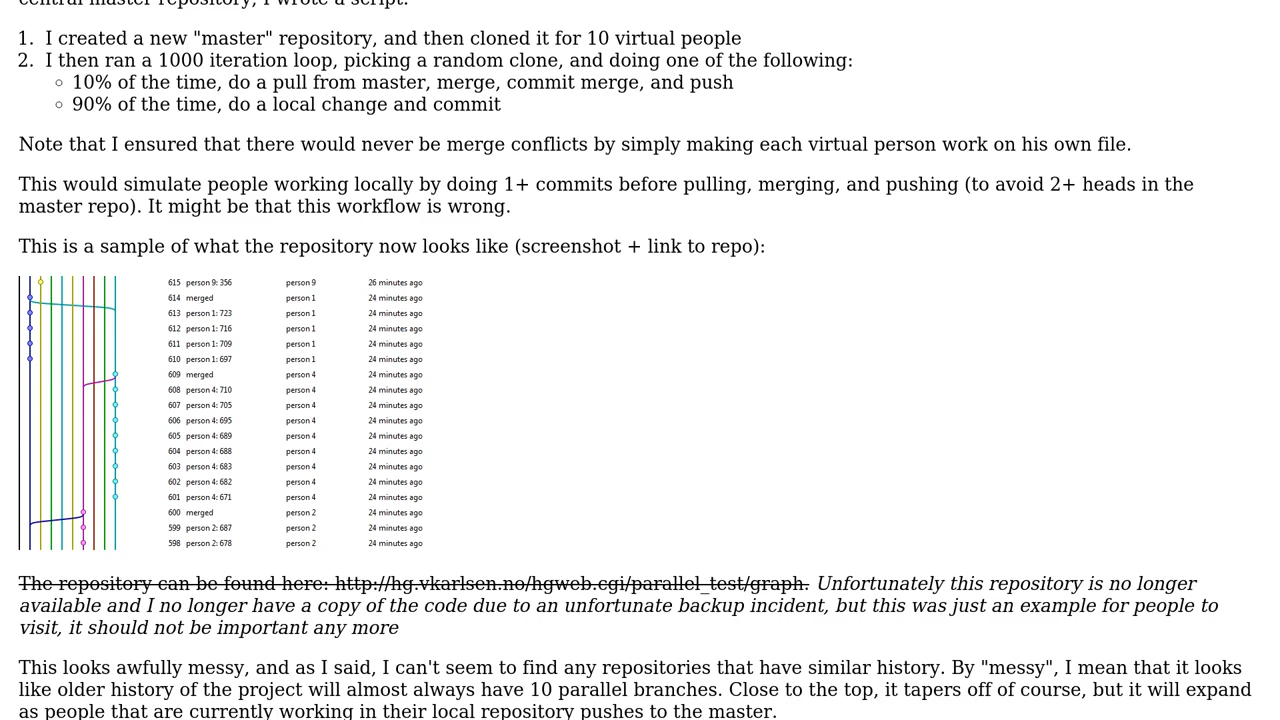 central master repository, I wrote a script.
1. I created a new "master" repository, and then cloned it for 10 virtual people
2. I then ran a 1000 iteration loop, picking a random clone, and doing one of the following:
◦ 10% of the time, do a pull from master, merge, commit merge, and push
◦ 90% of the time, do a local change and commit
Note that I ensured that there would never be merge conflicts by simply making each virtual person work on his own file.
This would simulate people working locally by doing 1+ commits before pulling, merging, and pushing (to avoid 2+ heads in the
master repo). It might be that this workflow is wrong.
This is a sample of what the repository now looks like (screenshot + link to repo):
615 person 9: 356 person 9 26 minutes ago
614 merged person 1 24 minutes ago
613 person 1: 723 person 1 24 minutes ago
612 person 1: 716 person 1 24 minutes ago
611 person 1: 709 person 1 24 minutes ago
610 person 1: 697 person 1 24 minutes ago
609 merged person 4 24 minutes ago
608 person 4: 710 person 4 24 minutes ago
607 person 4: 705 person 4 24 minutes ago
606 person 4: 695 person 4 24 minutes ago
605 person 4: 689 person 4 24 minutes ago
604 person 4: 688 person 4 24 minutes ago
603 person 4: 683 person 4 24 minutes ago
602 person 4: 682 person 4 24 minutes ago
601 person 4: 671 person 4 24 minutes ago
600 merged person 2 24 minutes ago
599 person 2: 687 person 2 24 minutes ago
598 person 2: 678 person 2 24 minutes ago
The repository can be found here: http://hg.vkarlsen.no/hgweb.cgi/parallel_test/graph. Unfortunately this repository is no longer
available and I no longer have a copy of the code due to an unfortunate backup incident, but this was just an example for people to
visit, it should not be important any more
This looks awfully messy, and as I said, I can't seem to find any repositories that have similar history. By "messy", I mean that it looks
like older history of the project will almost always have 10 parallel branches. Close to the top, it tapers off of course, but it will expand
as people that are currently working in their local repository pushes to the master.